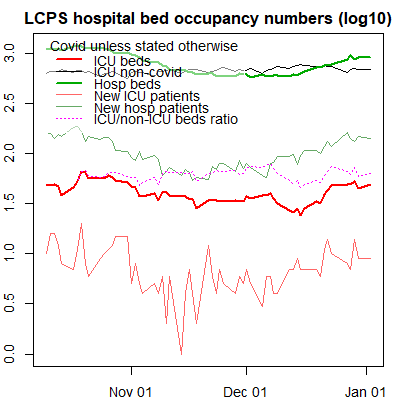 LCPS hospital bed occupancy numbers (log10)
Covid unless stated otherwise
ICU beds
ICU non-covid
Hosp beds
New ICU patients
New hosp patients
ICU/non-ICU beds ratio
3.0
2.5
2.0
1.5
1.0
0.5
0.0
Nov 01
Dec 01
Jan 01